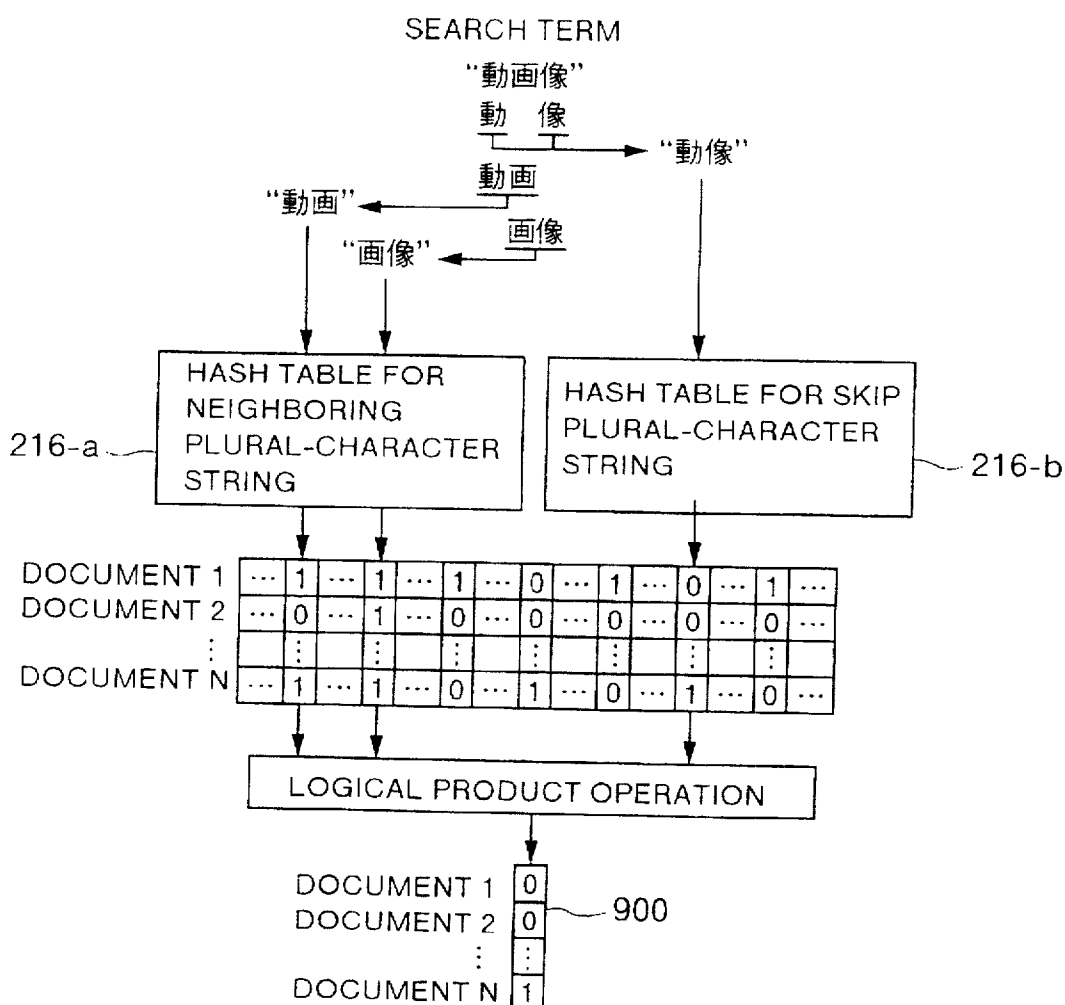 SEARCH TERM
“動画像”
動 像
“動像”
動画
“動画”
画像
“画像”
HASH TABLE FOR
NEIGHBORING
PLURAL-CHARACTER
STRING
216-a
HASH TABLE FOR SKIP
PLURAL-CHARACTER
STRING
216-b
DOCUMENT 1 ... 1 ... 1 ... 1 ... 0 ... 1 ... 0 ... 1 ...
DOCUMENT 2 ... 0 ... 1 ... 0 ... 0 ... 0 ... 0 ... 0 ...
⋮ ⋮ ⋮ ⋮ ⋮ ⋮ ⋮ ⋮
DOCUMENT N ... 1 ... 1 ... 0 ... 1 ... 0 ... 1 ... 0 ...
LOGICAL PRODUCT OPERATION
DOCUMENT 1 0
DOCUMENT 2 0
900
⋮ ⋮
DOCUMENT N 1